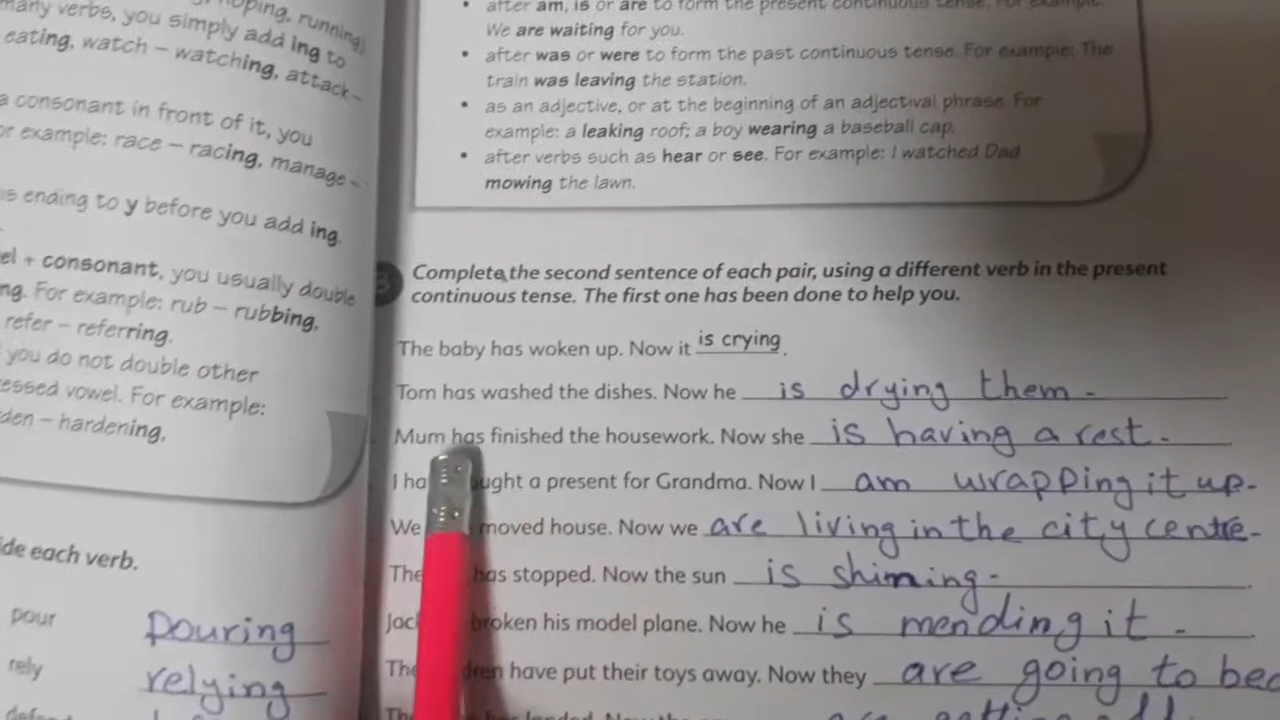 many verbs, you simply add ing to
hoping, running)
eating, watch – watching, attack –
a consonant in front of it, you
or example: race – racing, manage –
ending to y before you add ing.
+ consonant, you usually double
For example: rub – rubbing,
refer – referring.
you do not double other
vowel. For example:
– hardening,
each verb.
pour pouring
rely relying
• after am, is or are to form the present continuous tense. For example:
We are waiting for you.
• after was or were to form the past continuous tense. For example: The
train was leaving the station.
• as an adjective, or at the beginning of an adjectival phrase. For
example: a leaking roof; a boy wearing a baseball cap.
• after verbs such as hear or see. For example: I watched Dad
mowing the lawn.
Complete the second sentence of each pair, using a different verb in the present
continuous tense. The first one has been done to help you.
The baby has woken up. Now it is crying.
Tom has washed the dishes. Now he is drying them.
Mum has finished the housework. Now she is having a rest.
I a present for Grandma. Now I am wrapping it up.
We moved house. Now we are living in the city centre.
has stopped. Now the sun is shining.
broken his model plane. Now he is mending it.
have put their toys away. Now they are going to